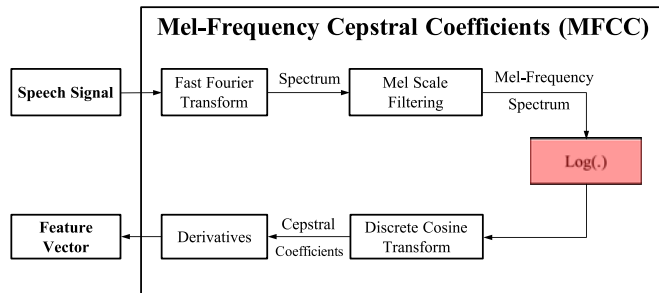 Mel-Frequency Cepstral Coefficients (MFCC)
Speech Signal
Fast Fourier
Transform
Spectrum
Mel Scale
Filtering
Mel-Frequency
Spectrum
Log(.)
Feature
Vector
Derivatives
Cepstral
Coefficients
Discrete Cosine
Transform